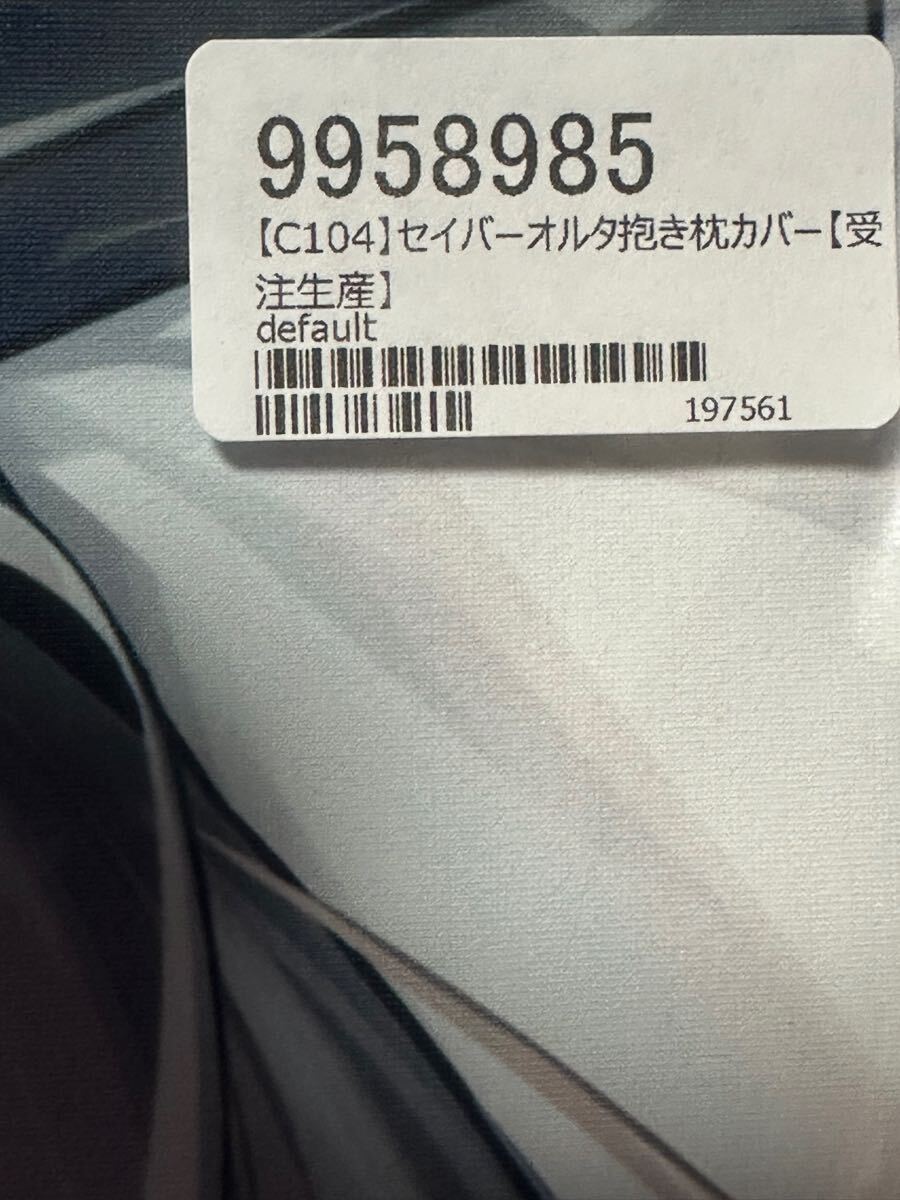 9958985
【C104】セイバーオルタ抱き枕カバー【受
注生産】
default
197561